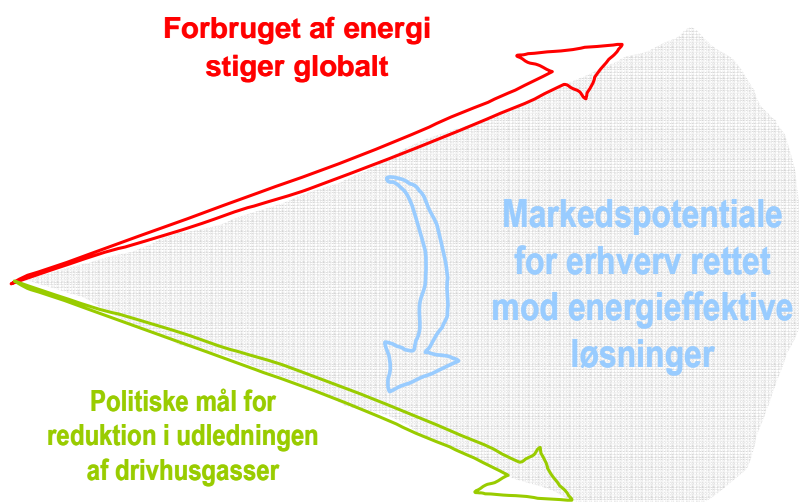 Forbruget af energi
stiger globalt
Markedspotentiale
for erhverv rettet
mod energieffektive
løsninger
Politiske mål for
reduktion i udledningen
af drivhusgasser